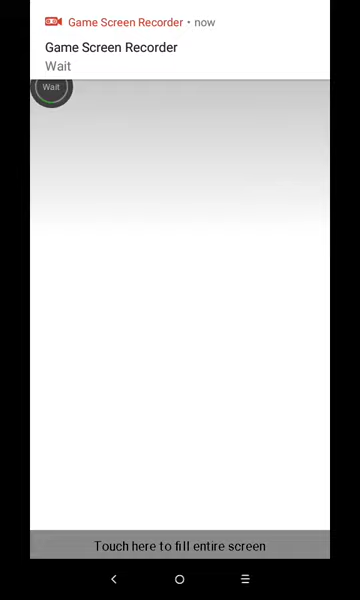 Game Screen Recorder • now
Game Screen Recorder
Wait
Wait
Touch here to fill entire screen